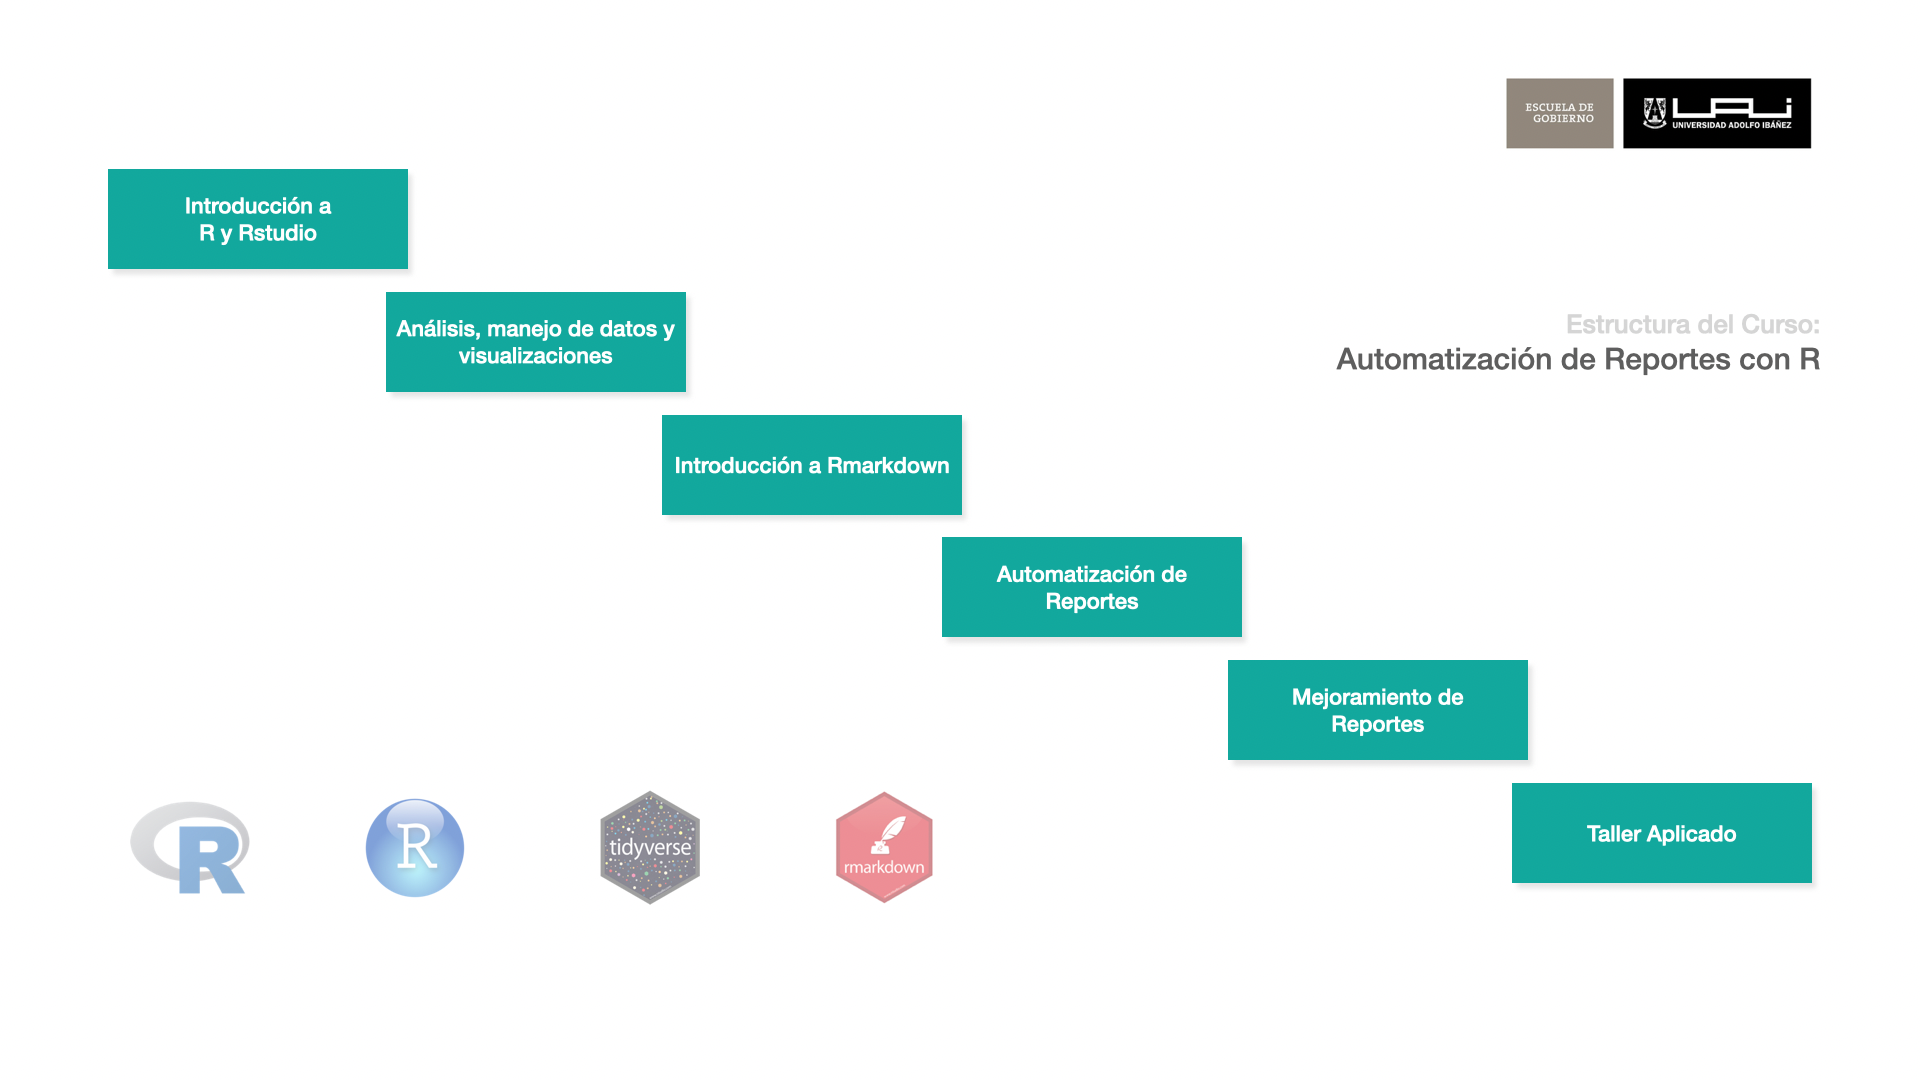 ESCUELA DE
GOBIERNO
UAI
UNIVERSIDAD ADOLFO IBÁÑEZ
Introducción a
R y Rstudio
Análisis, manejo de datos y
visualizaciones
Estructura del Curso:
Automatización de Reportes con R
Introducción a Rmarkdown
Automatización de
Reportes
Mejoramiento de
Reportes
Taller Aplicado
R
R
tidyverse
rmarkdown